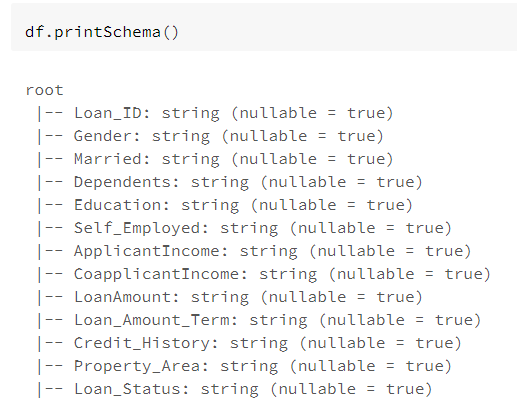 df.printSchema()
root
|-- Loan_ID: string (nullable = true)
|-- Gender: string (nullable = true)
|-- Married: string (nullable = true)
|-- Dependents: string (nullable = true)
|-- Education: string (nullable = true)
|-- Self_Employed: string (nullable = true)
|-- ApplicantIncome: string (nullable = true)
|-- CoapplicantIncome: string (nullable = true)
|-- LoanAmount: string (nullable = true)
|-- Loan_Amount_Term: string (nullable = true)
|-- Credit_History: string (nullable = true)
|-- Property_Area: string (nullable = true)
|-- Loan_Status: string (nullable = true)